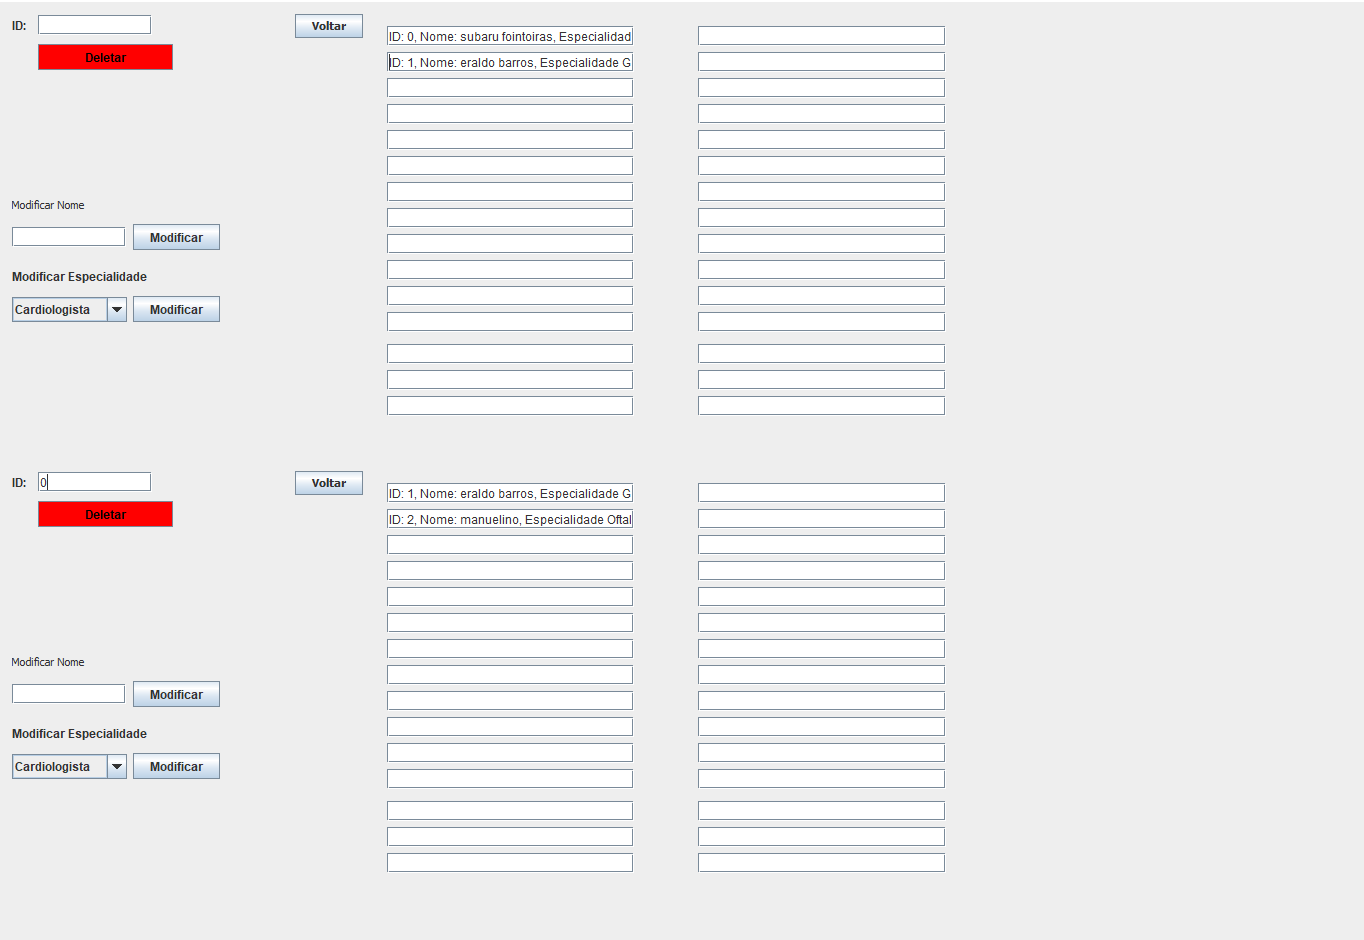 ID:
Voltar
ID: 0, Nome: subaru fointoiras, Especialidad
Deletar
ID: 1, Nome: eraldo barros, Especialidade G
Modificar Nome
Modificar
Modificar Especialidade
Cardiologista
Modificar
ID:
0
Voltar
ID: 1, Nome: eraldo barros, Especialidade G
Deletar
ID: 2, Nome: manuelino, Especialidade Oftal
Modificar Nome
Modificar
Modificar Especialidade
Cardiologista
Modificar